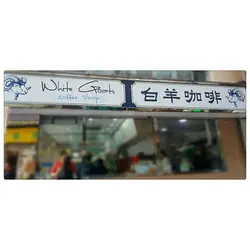 White Goats
Coffee Shop
白羊咖啡